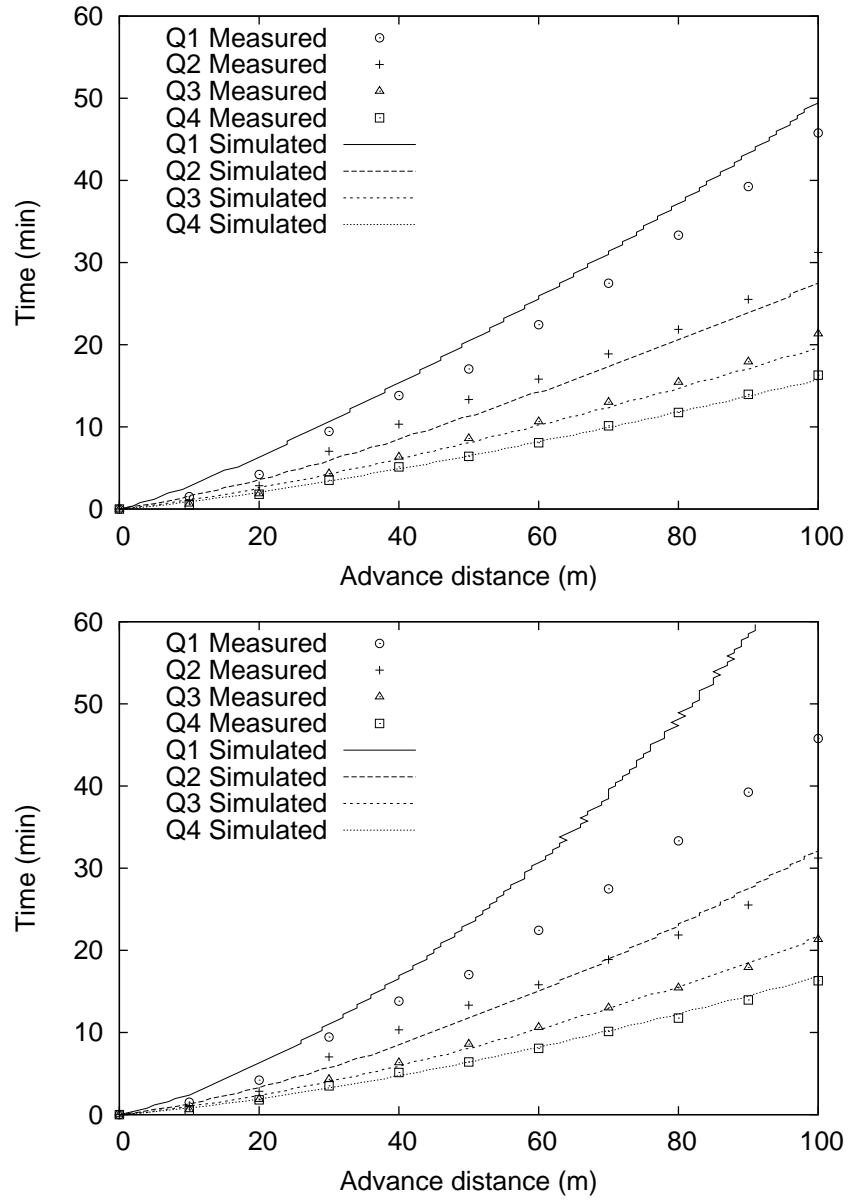 60
50
40
30
20
10
0
Time (min)
Q1 Measured
Q2 Measured
Q3 Measured
Q4 Measured
Q1 Simulated
Q2 Simulated
Q3 Simulated
Q4 Simulated
0 20 40 60 80 100
Advance distance (m)
60
50
40
30
20
10
0
Time (min)
Q1 Measured
Q2 Measured
Q3 Measured
Q4 Measured
Q1 Simulated
Q2 Simulated
Q3 Simulated
Q4 Simulated
0 20 40 60 80 100
Advance distance (m)